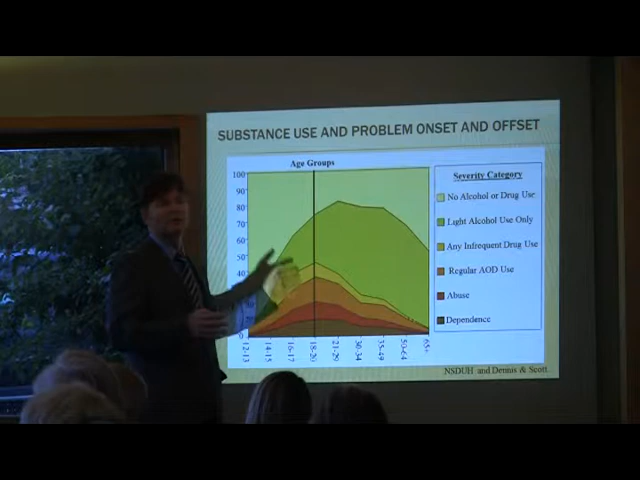 SUBSTANCE USE AND PROBLEM ONSET AND OFFSET
Age Groups
100
90
80
70
60
50
40
0
12-13
14-15
16-17
18-20
21-29
30-34
35-49
50-64
65+
Severity Category
No Alcohol or Drug Use
Light Alcohol Use Only
Any Infrequent Drug Use
Regular AOD Use
Abuse
Dependence
NSDUH and Dennis & Scott